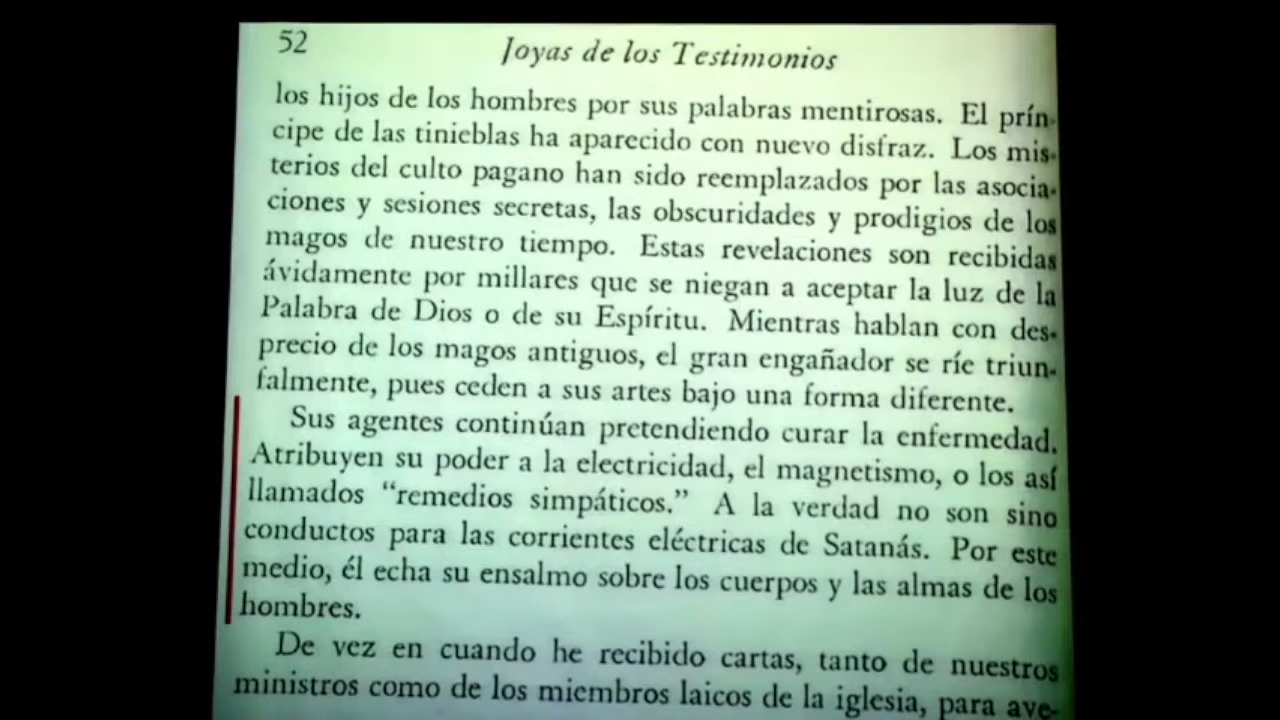 52
Joyas de los Testimonios
los hijos de los hombres por sus palabras mentirosas. El prín-
cipe de las tinieblas ha aparecido con nuevo disfraz. Los mis-
terios del culto pagano han sido reemplazados por las asocia-
ciones y sesiones secretas, las obscuridades y prodigios de los
magos de nuestro tiempo. Estas revelaciones son recibidas
ávidamente por millares que se niegan a aceptar la luz de la
Palabra de Dios o de su Espíritu. Mientras hablan con des-
precio de los magos antiguos, el gran engañador se ríe triun-
falmente, pues ceden a sus artes bajo una forma diferente.
Sus agentes continúan pretendiendo curar la enfermedad.
Atribuyen su poder a la electricidad, el magnetismo, o los así
llamados “remedios simpáticos.” A la verdad no son sino
conductos para las corrientes eléctricas de Satanás. Por este
medio, él echa su ensalmo sobre los cuerpos y las almas de los
hombres.
De vez en cuando he recibido cartas, tanto de nuestros
ministros como de los miembros laicos de la iglesia, para ave-